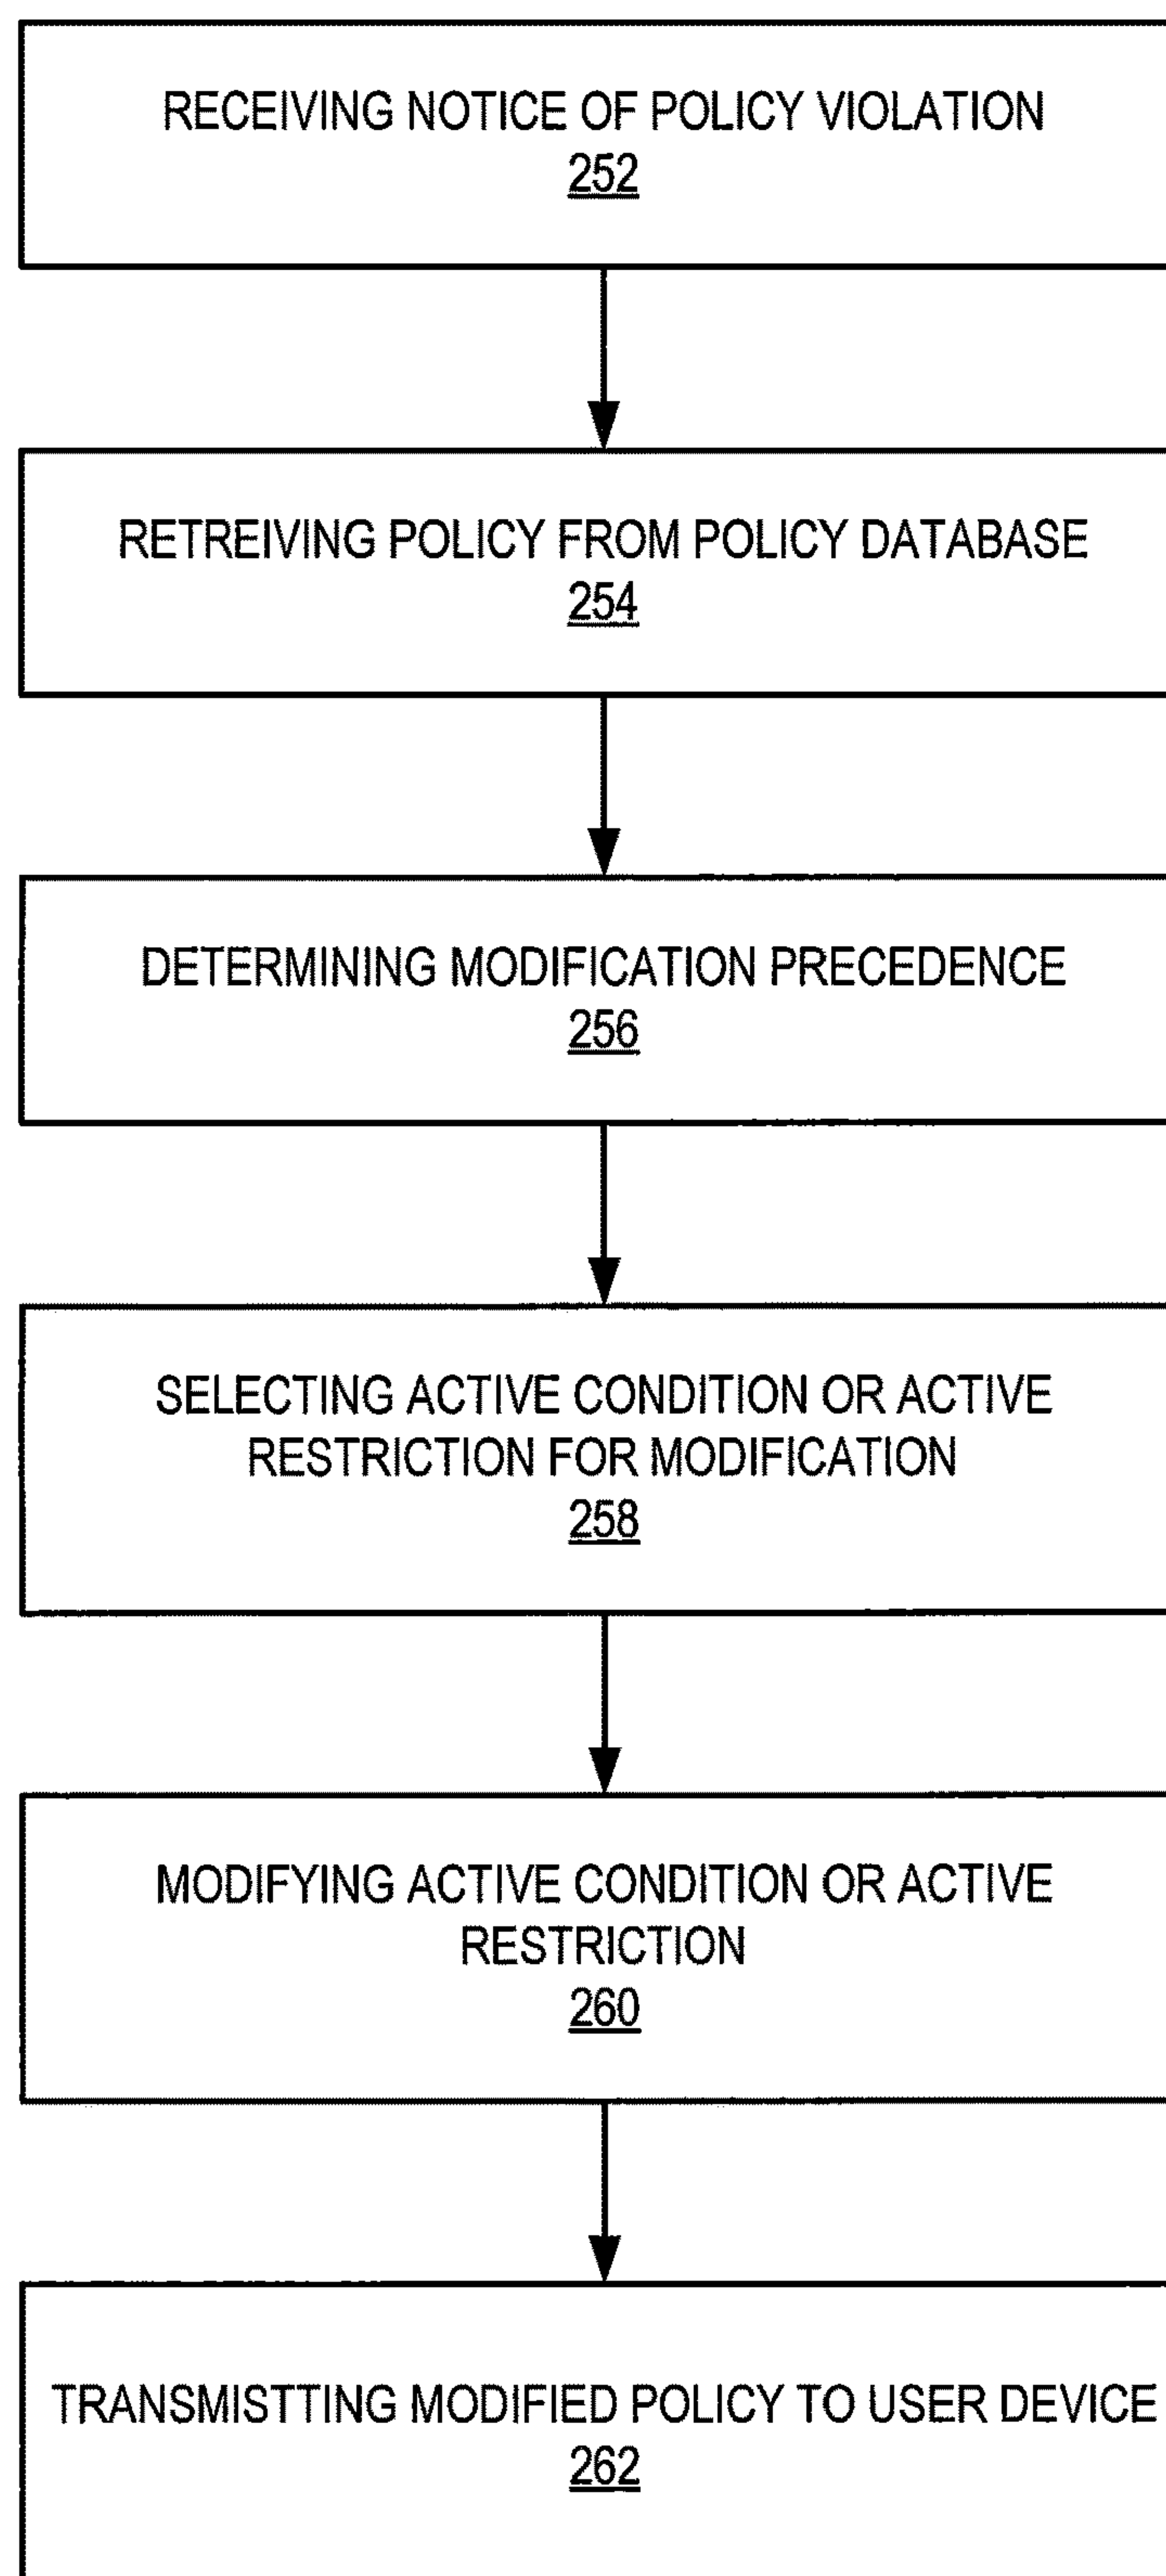 RECEIVING NOTICE OF POLICY VIOLATION
252
RETREIVING POLICY FROM POLICY DATABASE
254
DETERMINING MODIFICATION PRECEDENCE
256
SELECTING ACTIVE CONDITION OR ACTIVE
RESTRICTION FOR MODIFICATION
258
MODIFYING ACTIVE CONDITION OR ACTIVE
RESTRICTION
260
TRANSMISTTING MODIFIED POLICY TO USER DEVICE
262